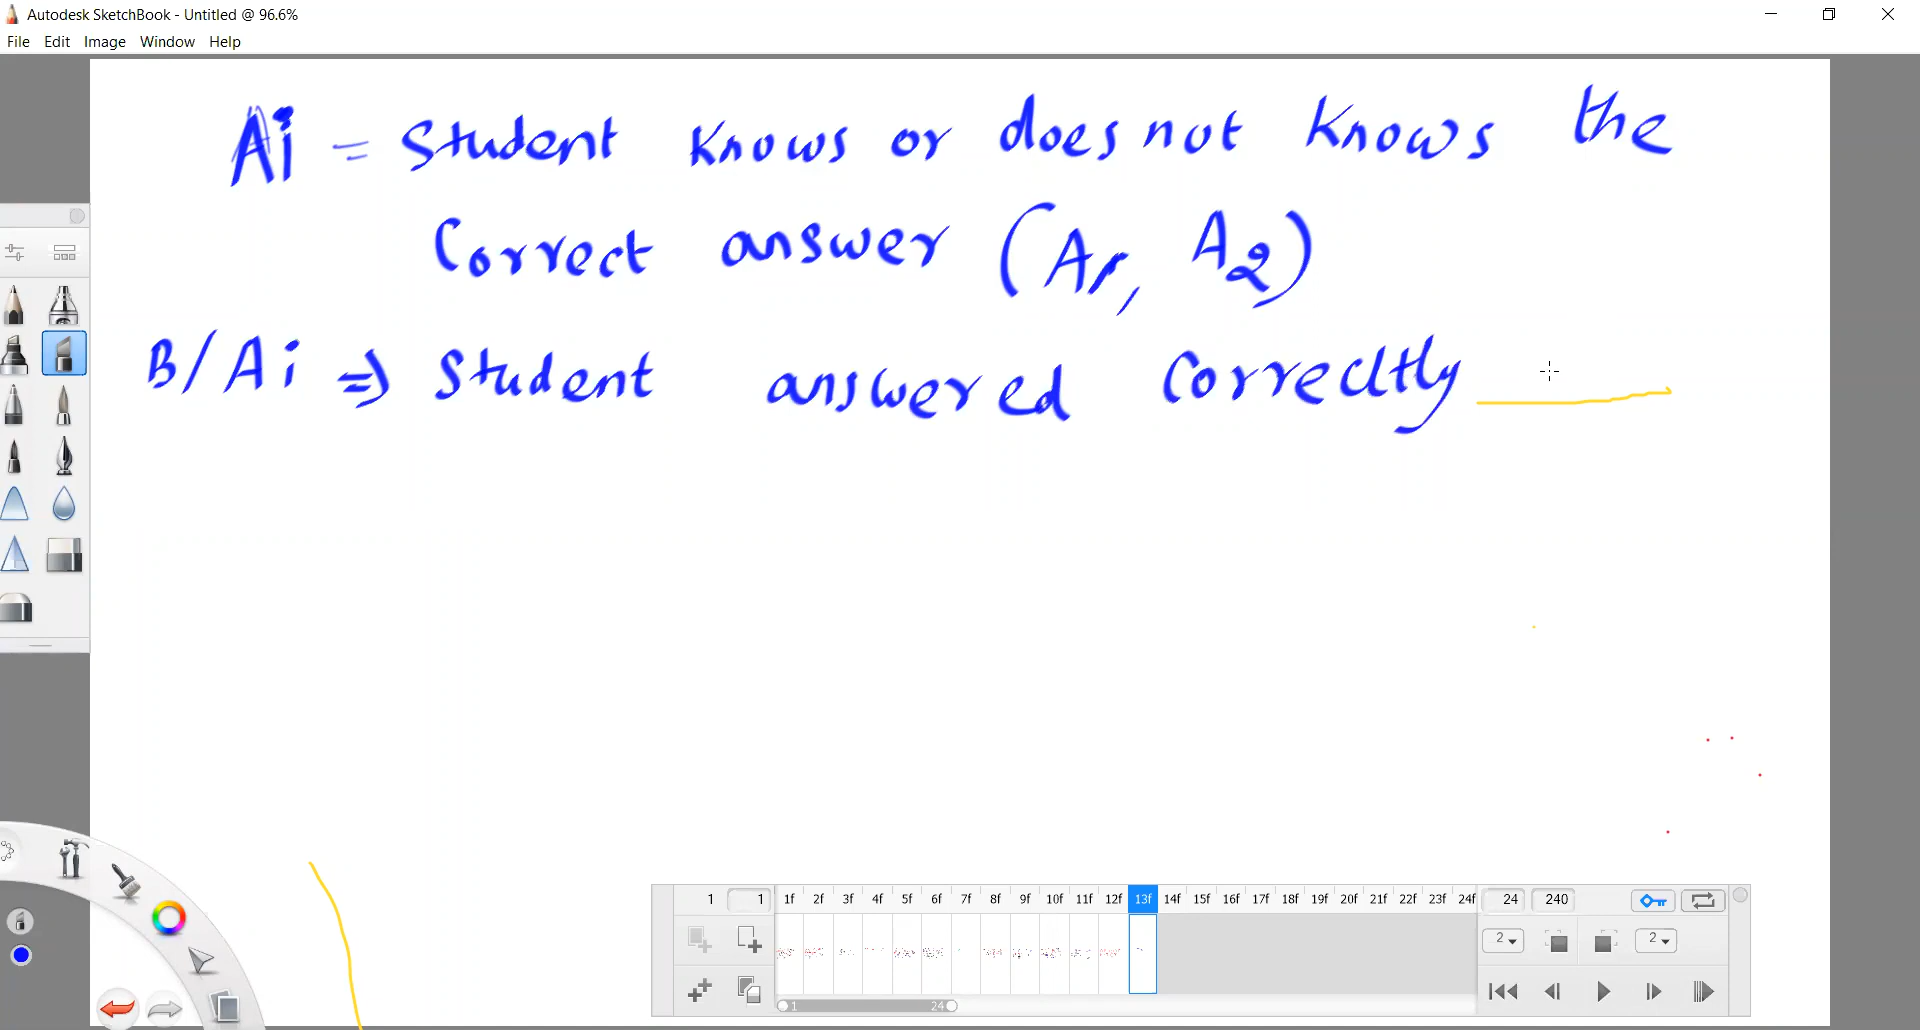 Autodesk SketchBook - Untitled @ 96.6%
File Edit Image Window Help
Ai = Student knows or does not knows the
Correct answer (A1, A2)
B/Ai => Student answered Correcltly
1 1 1f 2f 3f 4f 5f 6f 7f 8f 9f 10f 11f 12f 13f 14f 15f 16f 17f 18f 19f 20f 21f 22f 23f 24f 24 240
2 2
1 24